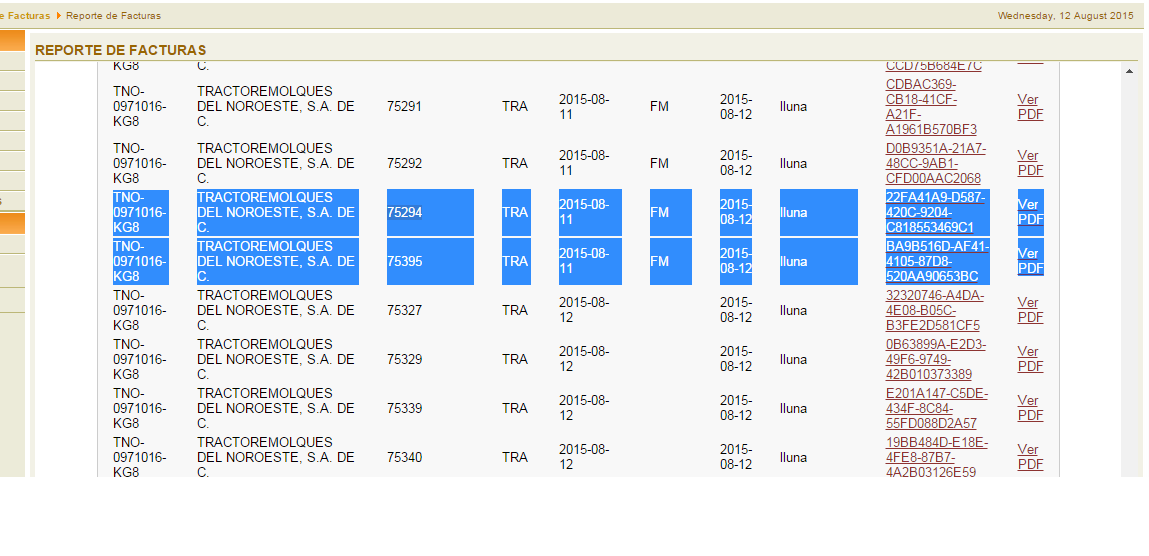 e Facturas Reporte de Facturas Wednesday, 12 August 2015
REPORTE DE FACTURAS
KG8 C. CCD75B684E7C
TNO- TRACTOREMOLQUES CDBAC369-
0971016- DEL NOROESTE, S.A. DE 75291 TRA 2015-08- FM 2015- lluna CB18-41CF- Ver
KG8 C. 11 08-12 A21F- PDF
A1961B570BF3
TNO- TRACTOREMOLQUES D0B9351A-21A7-
0971016- DEL NOROESTE, S.A. DE 75292 TRA 2015-08- FM 2015- lluna 48CC-9AB1- Ver
KG8 C. 11 08-12 CFD00AAC2068 PDF
TNO- TRACTOREMOLQUES 22FA41A9-D587-
0971016- DEL NOROESTE, S.A. DE 75294 TRA 2015-08- FM 2015- lluna 420C-9204- Ver
KG8 C. 11 08-12 C818553469C1 PDF
TNO- TRACTOREMOLQUES BA9B516D-AF41-
0971016- DEL NOROESTE, S.A. DE 75395 TRA 2015-08- FM 2015- lluna 4105-87D8- Ver
KG8 C. 11 08-12 520AA90653BC PDF
TNO- TRACTOREMOLQUES 32320746-A4DA-
0971016- DEL NOROESTE, S.A. DE 75327 TRA 2015-08- 2015- lluna 4E08-B05C- Ver
KG8 C. 12 08-12 B3FE2D581CF5 PDF
TNO- TRACTOREMOLQUES 0B63899A-E2D3-
0971016- DEL NOROESTE, S.A. DE 75329 TRA 2015-08- 2015- lluna 49F6-9749- Ver
KG8 C. 12 08-12 42B010373389 PDF
TNO- TRACTOREMOLQUES E201A147-C5DE-
0971016- DEL NOROESTE, S.A. DE 75339 TRA 2015-08- 2015- lluna 434F-8C84- Ver
KG8 C. 12 08-12 55FD088D2A57 PDF
TNO- TRACTOREMOLQUES 19BB484D-E18E-
0971016- DEL NOROESTE, S.A. DE 75340 TRA 2015-08- 2015- lluna 4FE8-87B7- Ver
KG8 C. 12 08-12 4A2B03126E59 PDF